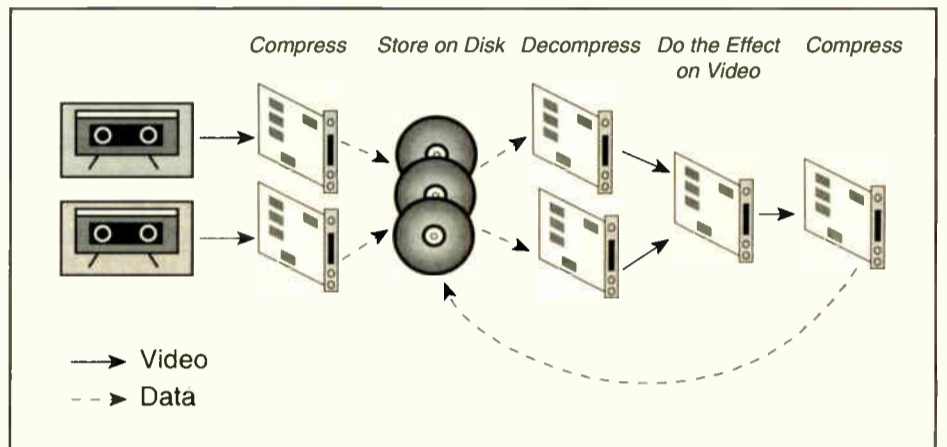 Compress Store on Disk Decompress Do the Effect Compress
on Video
Video
Data